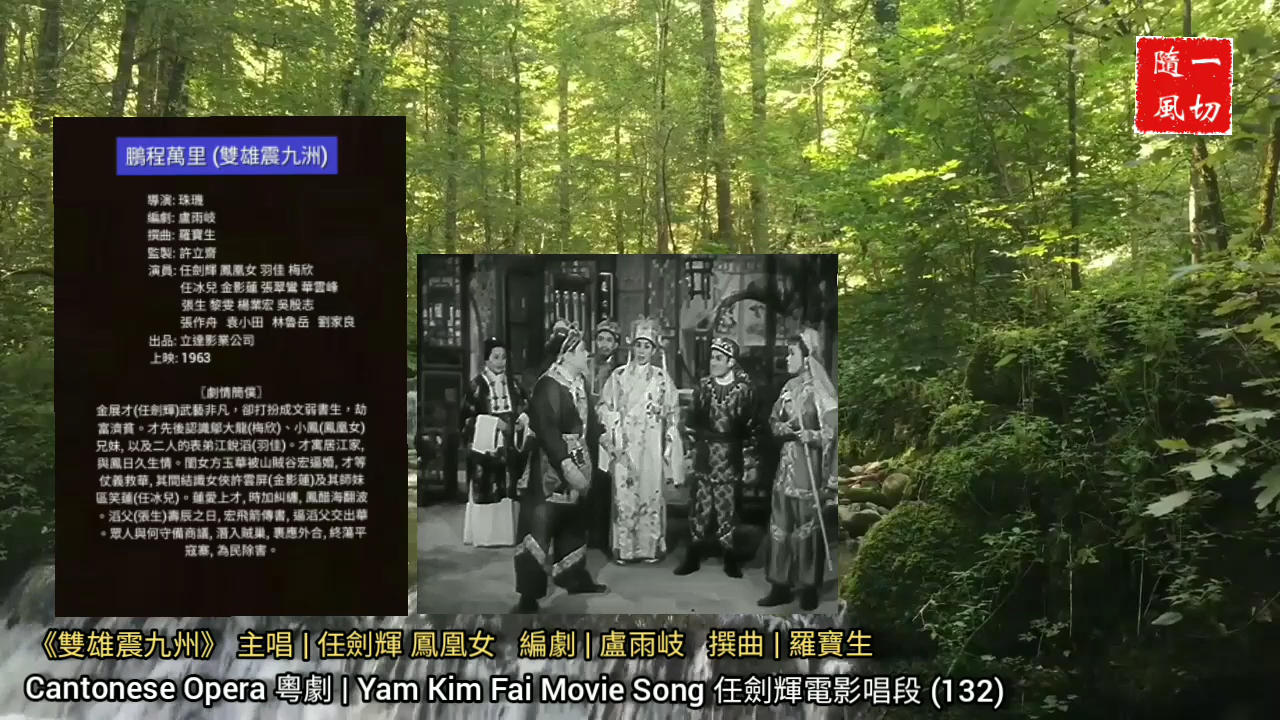 隨一
風切
鵬程萬里 (雙雄震九洲)
導演: 珠璣
編劇: 盧雨岐
撰曲: 羅寶生
監製: 許立齋
演員: 任劍輝 鳳凰女 羽佳 梅欣
任冰兒 金影蓮 張翠鸞 華雲峰
張生 黎雯 楊業宏 吳殷志
張作舟 袁小田 林魯岳 劉家良
出品: 立達影業公司
上映: 1963
〖劇情簡僕〗
金展才(任劍輝)武藝非凡，卻打扮成文弱書生，劫
富濟貧。才先後認識鄔大龍(梅欣)、小鳳(鳳凰女)
兄妹, 以及二人的表弟江銳滔(羽佳)。才寓居江家,
與鳳日久生情。閨女方玉華被山賊谷宏逼婚, 才等
仗義救華, 其間結識女俠許雲屏(金影蓮)及其師妹
區笑蓮(任冰兒)。蓮愛上才, 時加糾纏, 鳳醋海翻波
。滔父(張生)壽辰之日, 宏飛箭傳書, 逼滔父交出華
。眾人與何守備商議, 潛入賊巢, 裏應外合, 終蕩平
寇寨, 為民除害。
《雙雄震九州》 主唱 | 任劍輝 鳳凰女 編劇 | 盧雨岐 撰曲 | 羅寶生
Cantonese Opera 粵劇 | Yam Kim Fai Movie Song 任劍輝電影唱段 (132)